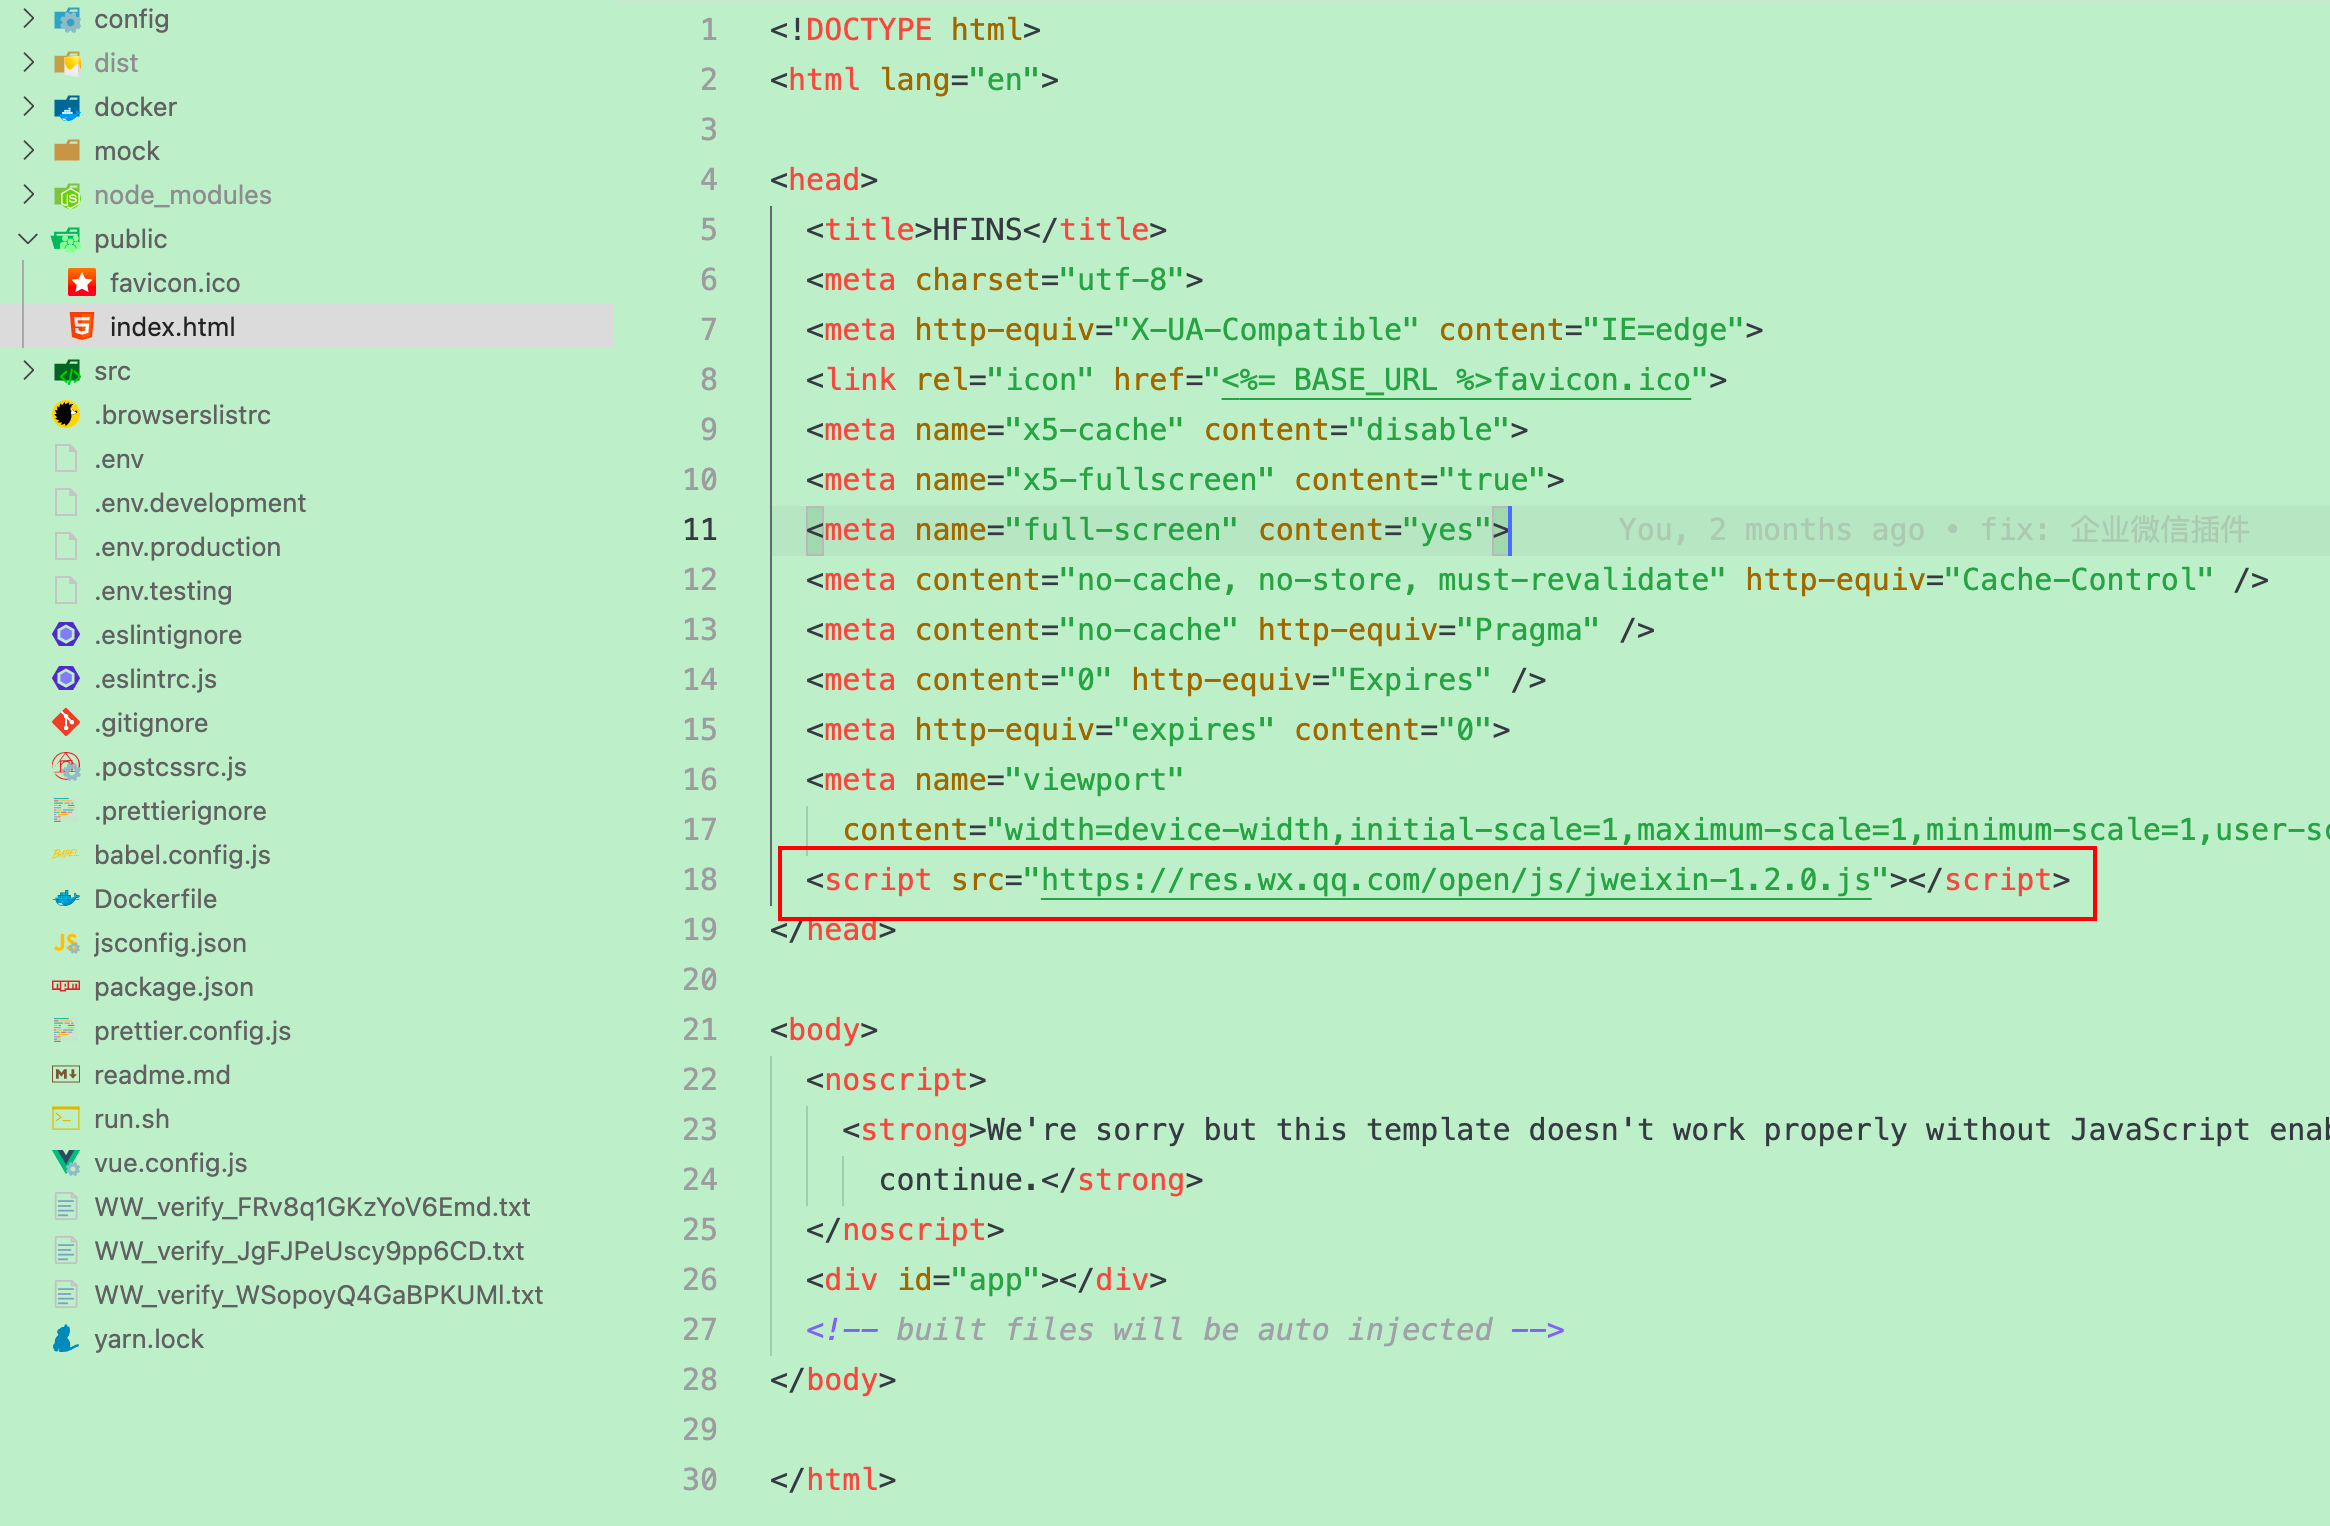 config
dist
docker
mock
node_modules
public
favicon.ico
index.html
src
.browserslistrc
.env
.env.development
.env.production
.env.testing
.eslintignore
.eslintrc.js
.gitignore
.postcssrc.js
.prettierignore
babel.config.js
Dockerfile
jsconfig.json
package.json
prettier.config.js
readme.md
run.sh
vue.config.js
WW_verify_FRv8q1GKzYoV6Emd.txt
WW_verify_JgFJPeUscy9pp6CD.txt
WW_verify_WSopoyQ4GaBPKUMl.txt
yarn.lock
1 <!DOCTYPE html>
2 <html lang="en">
3
4 <head>
5 <title>HFINS</title>
6 <meta charset="utf-8">
7 <meta http-equiv="X-UA-Compatible" content="IE=edge">
8 <link rel="icon" href="<%= BASE_URL %>favicon.ico">
9 <meta name="x5-cache" content="disable">
10 <meta name="x5-fullscreen" content="true">
11 <meta name="full-screen" content="yes"> You, 2 months ago • fix: 企业微信插件
12 <meta content="no-cache, no-store, must-revalidate" http-equiv="Cache-Control" />
13 <meta content="no-cache" http-equiv="Pragma" />
14 <meta content="0" http-equiv="Expires" />
15 <meta http-equiv="expires" content="0">
16 <meta name="viewport"
17 content="width=device-width,initial-scale=1,maximum-scale=1,minimum-scale=1,user-sc
18 <script src="https://res.wx.qq.com/open/js/jweixin-1.2.0.js"></script>
19 </head>
20
21 <body>
22 <noscript>
23 <strong>We're sorry but this template doesn't work properly without JavaScript enab
24 continue.</strong>
25 </noscript>
26 <div id="app"></div>
27 <!-- built files will be auto injected -->
28 </body>
29
30 </html>